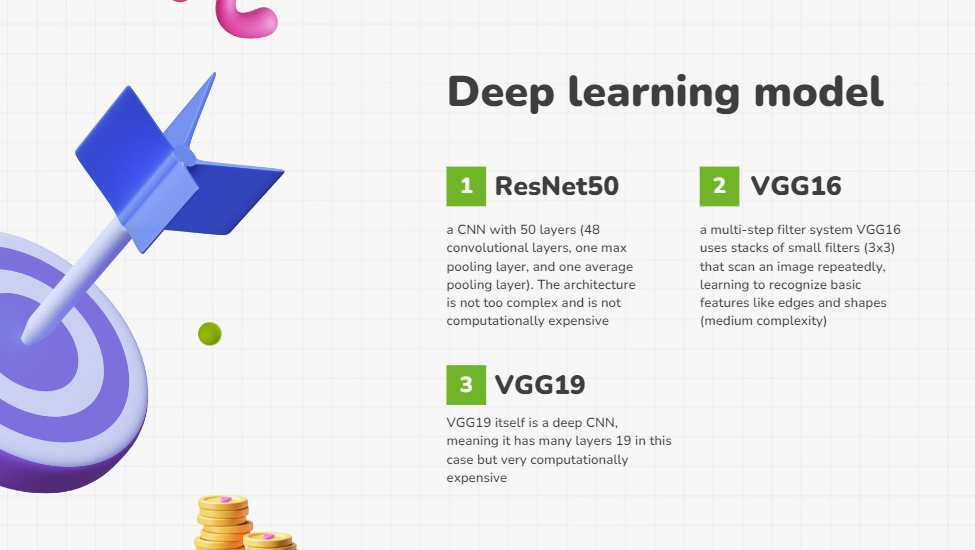 Deep learning model
1 ResNet50
a CNN with 50 layers (48
convolutional layers, one max
pooling layer, and one average
pooling layer). The architecture
is not too complex and is not
computationally expensive
2 VGG16
a multi-step filter system VGG16
uses stacks of small filters (3x3)
that scan an image repeatedly,
learning to recognize basic
features like edges and shapes
(medium complexity)
3 VGG19
VGG19 itself is a deep CNN,
meaning it has many layers 19 in this
case but very computationally
expensive